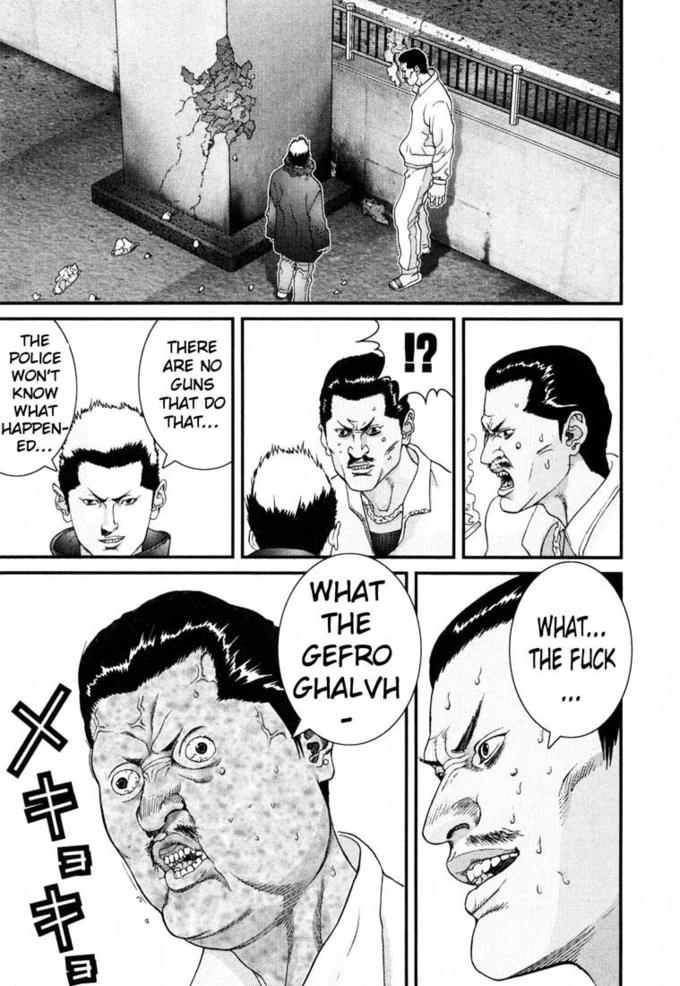 !?
THERE
ARE NO
GUNS
THAT DO
THAT...
THE
POLICE
WON'T
KNOW
WHAT
HAPPEN-
ED...
WHAT...
THE FUCK
...
WHAT
THE
GEFRO
GHALVH
-
メキョキョ